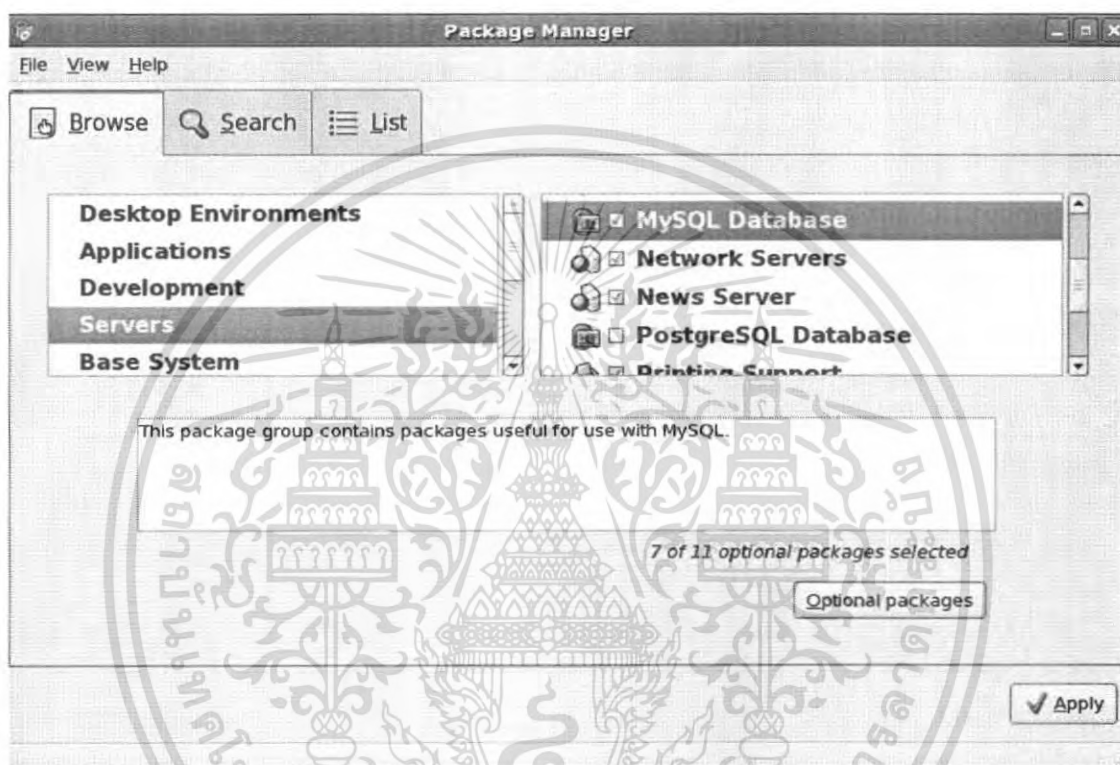 Package Manager
File View Help
Browse Search List
Desktop Environments
Applications
Development
Servers
Base System
MySQL Database
Network Servers
News Server
PostgreSQL Database
Printing Support
This package group contains packages useful for use with MySQL.
7 of 11 optional packages selected
Optional packages
Apply